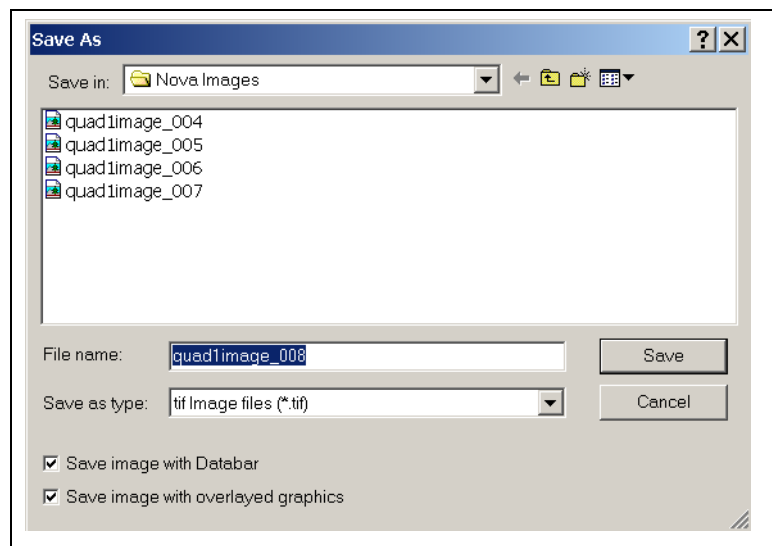 Save As
Save in: Nova Images
quad1image_004
quad1image_005
quad1image_006
quad1image_007
File name: quad1image_008 Save
Save as type: tif Image files (*.tif) Cancel
Save image with Databar
Save image with overlayed graphics